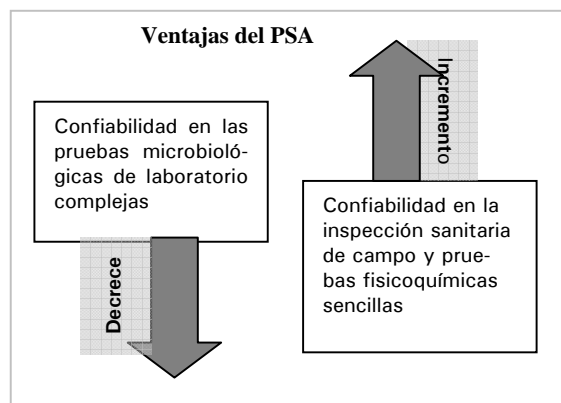 Ventajas del PSA
Confiabilidad en las
pruebas microbioló-
gicas de laboratorio
complejas
Decrece
Incremento
Confiabilidad en la
inspección sanitaria
de campo y prue-
bas fisicoquímicas
sencillas